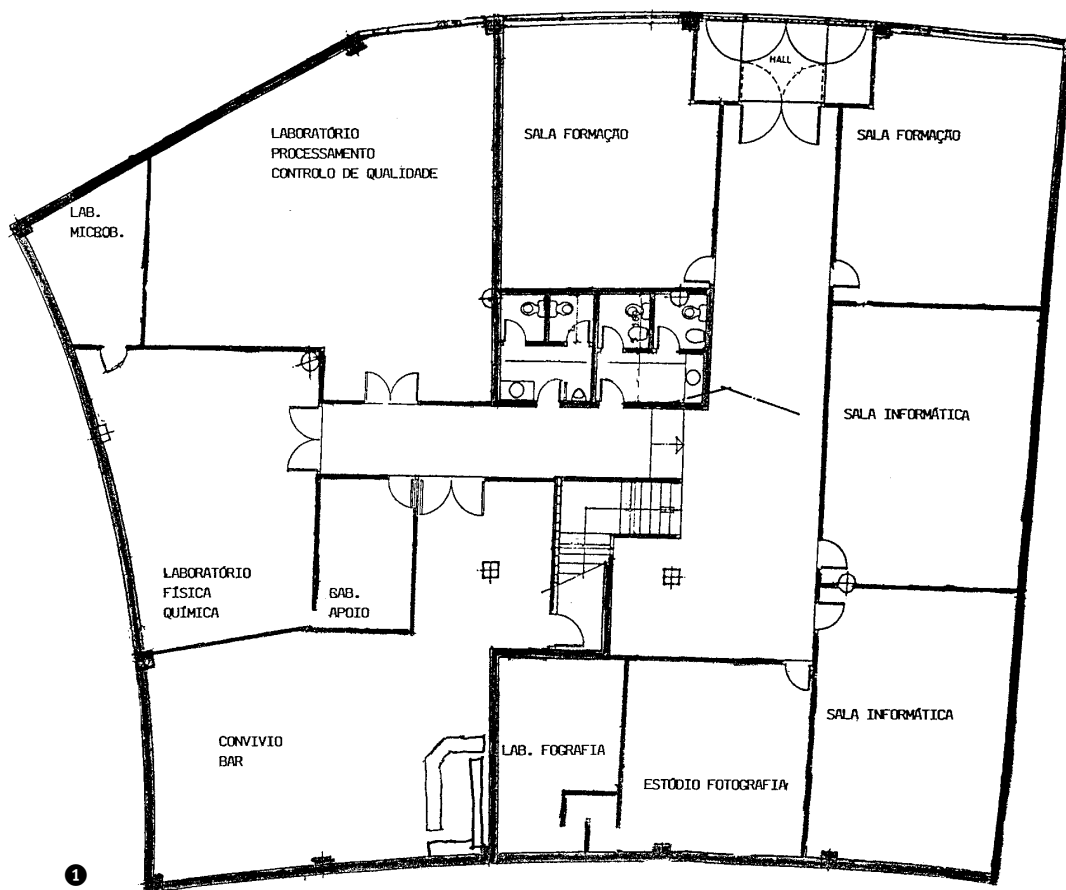 HALL
LABORATÓRIO
PROCESSAMENTO
CONTROLO DE QUALIDADE
SALA FORMAÇÃO
SALA FORMAÇÃO
LAB.
MICROB.
SALA INFORMÁTICA
LABORATÓRIO
FÍSICA
QUÍMICA
GAB.
APOIO
SALA INFORMÁTICA
CONVIVIO
BAR
LAB. FOGRAFIA
ESTÚDIO FOTOGRAFIA
1